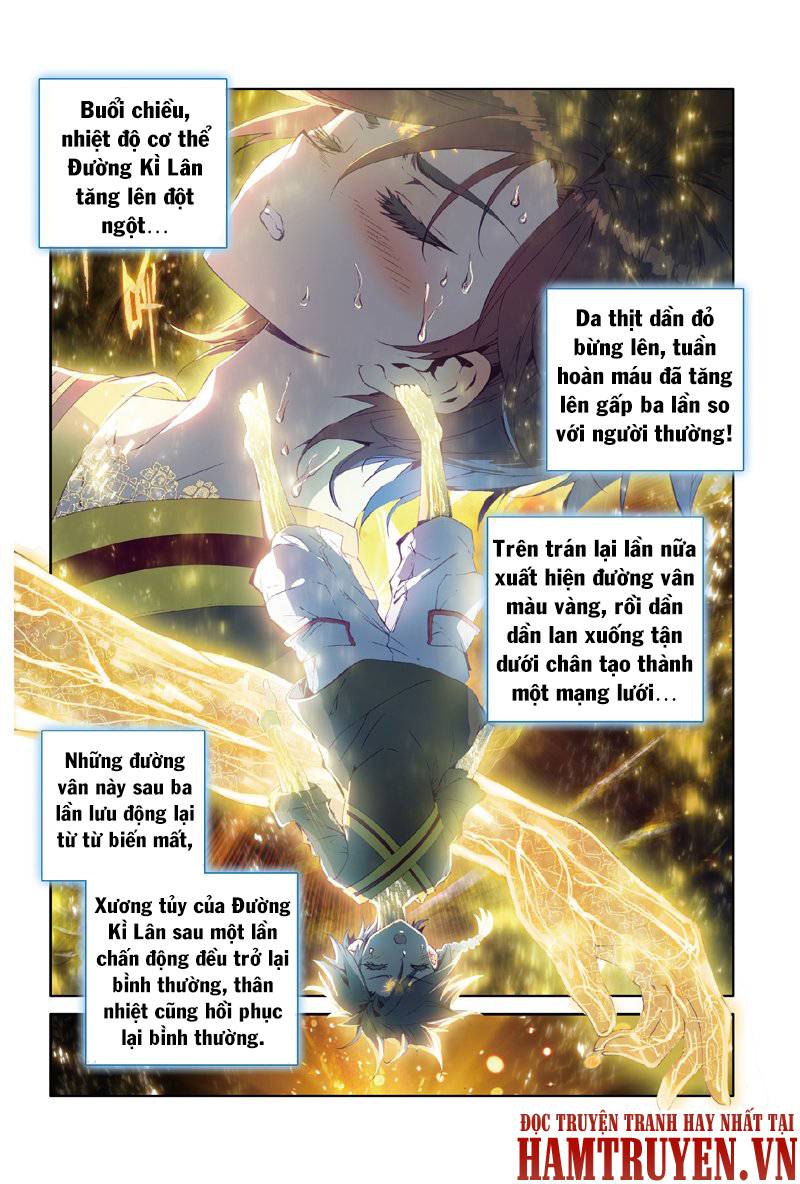 Buổi chiều,
nhiệt độ cơ thể
Đường Kì Lân
tăng lên đột
ngột...
Da thịt dần đỏ
bừng lên, tuần
hoàn máu đã tăng
lên gấp ba lần so
với người thường!
Trên trán lại lần nữa
xuất hiện đường vân
màu vàng, rồi dần
dần lan xuống tận
dưới chân tạo thành
một mạng lưới...
Những đường
vân này sau ba
lần lưu động lại
từ từ biến mất,
Xương tủy của Đường
Kì Lân sau một lần
chấn động đều trở lại
bình thường, thân
nhiệt cũng hồi phục
lại bình thường.
ĐỌC TRUYỆN TRANH HAY NHẤT TẠI
HAMTRUYEN.VN